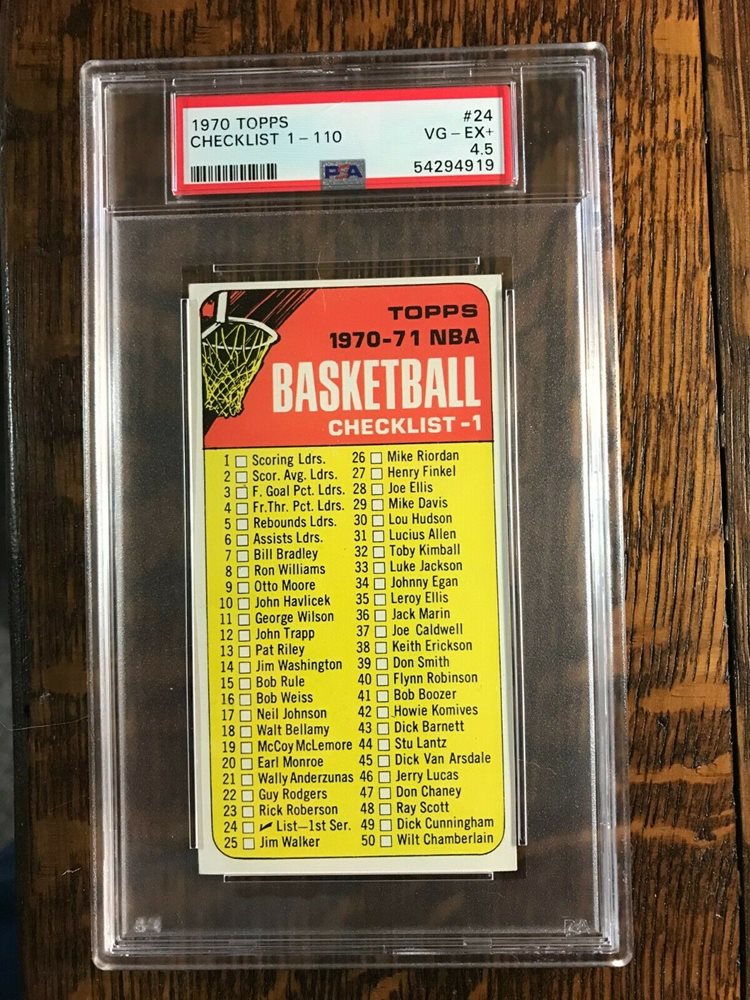 1970 TOPPS #24
CHECKLIST 1-110 VG-EX+
4.5
PSA 54294919
TOPPS
1970-71 NBA
BASKETBALL
CHECKLIST-1
1 Scoring Ldrs.
2 Scor. Avg. Ldrs.
3 F. Goal Pct. Ldrs.
4 Fr.Thr. Pct. Ldrs.
5 Rebounds Ldrs.
6 Assists Ldrs.
7 Bill Bradley
8 Ron Williams
9 Otto Moore
10 John Havlicek
11 George Wilson
12 John Trapp
13 Pat Riley
14 Jim Washington
15 Bob Rule
16 Bob Weiss
17 Neil Johnson
18 Walt Bellamy
19 McCoy McLemore
20 Earl Monroe
21 Wally Anderzunas
22 Guy Rodgers
23 Rick Roberson
24 ✓ List—1st Ser.
25 Jim Walker
26 Mike Riordan
27 Henry Finkel
28 Joe Ellis
29 Mike Davis
30 Lou Hudson
31 Lucius Allen
32 Toby Kimball
33 Luke Jackson
34 Johnny Egan
35 Leroy Ellis
36 Jack Marin
37 Joe Caldwell
38 Keith Erickson
39 Don Smith
40 Flynn Robinson
41 Bob Boozer
42 Howie Komives
43 Dick Barnett
44 Stu Lantz
45 Dick Van Arsdale
46 Jerry Lucas
47 Don Chaney
48 Ray Scott
49 Dick Cunningham
50 Wilt Chamberlain